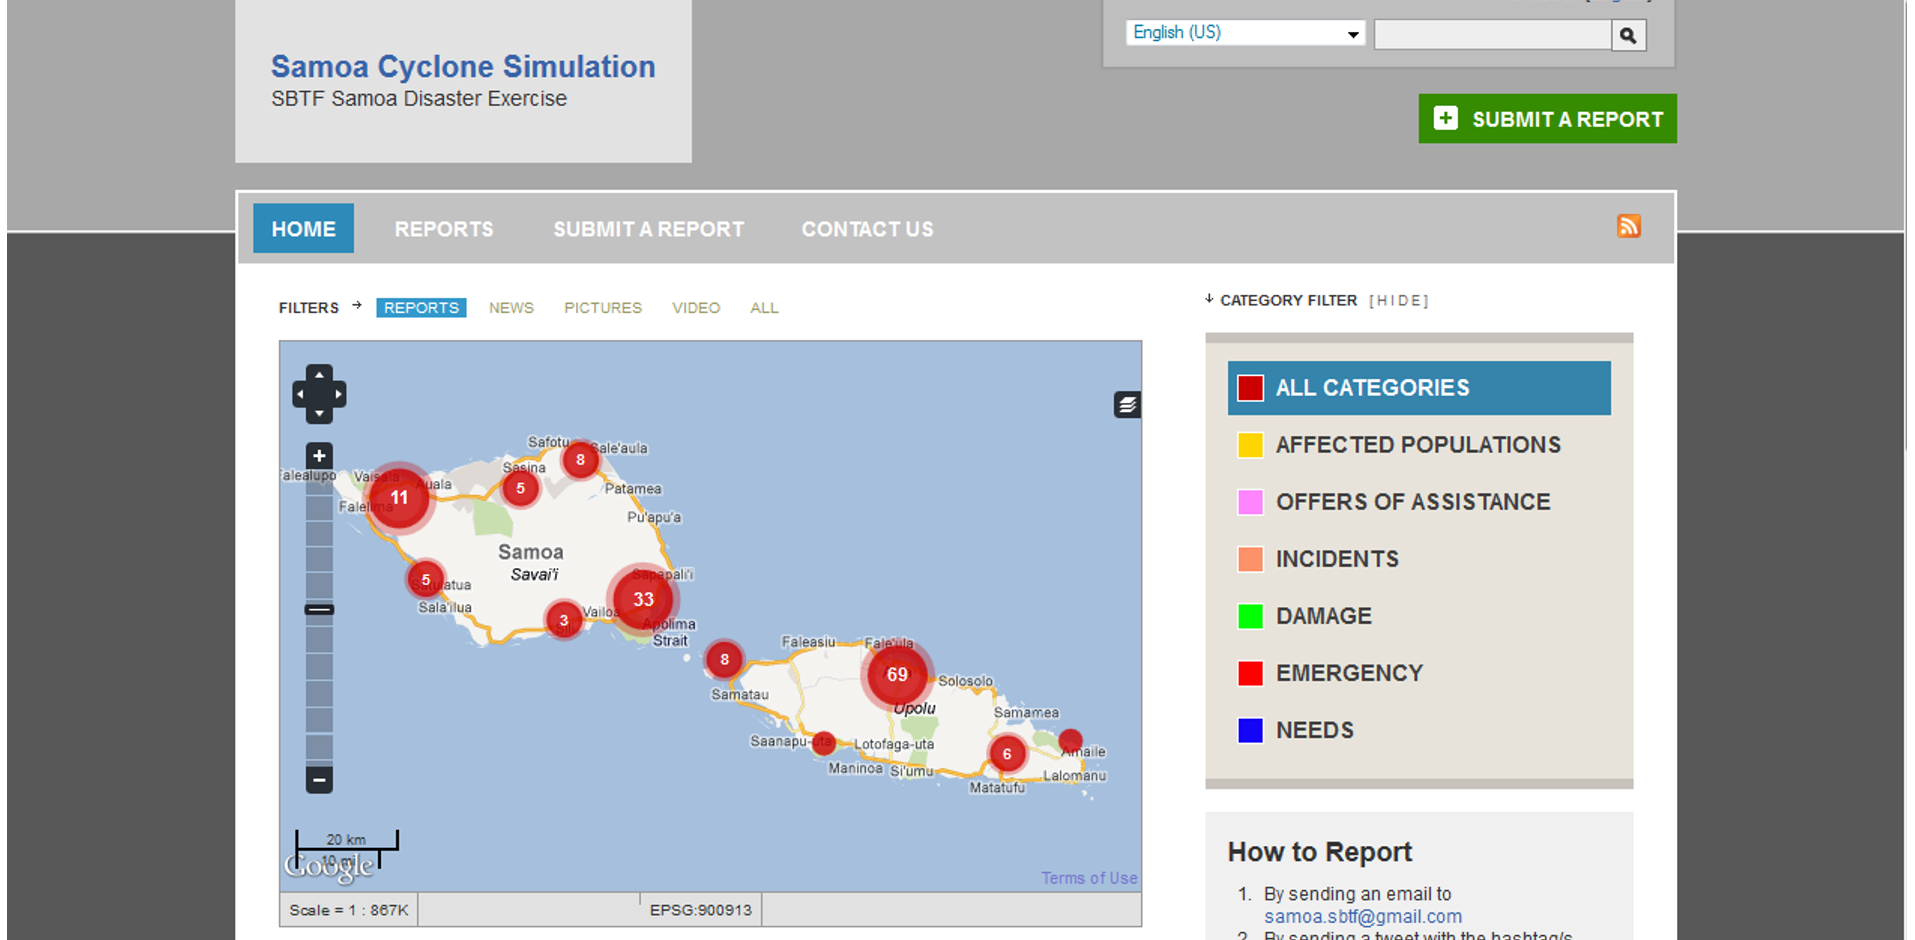 English (US)
Samoa Cyclone Simulation
SBTF Samoa Disaster Exercise
SUBMIT A REPORT
HOME REPORTS SUBMIT A REPORT CONTACT US
FILTERS REPORTS NEWS PICTURES VIDEO ALL
CATEGORY FILTER [HIDE]
ALL CATEGORIES
AFFECTED POPULATIONS
OFFERS OF ASSISTANCE
INCIDENTS
DAMAGE
EMERGENCY
NEEDS
Safotu
8
Sale'aula
Sasina
alealupo
Vaisala
Auala
5
Patamea
11
Falelima
Pu'apu'a
Samoa
Savai'i
Sapapali'i
5
Sala'ilua
33
3
Vailoa
Apolima
Strait
8
Samatau
Faleasiu
Fale'ula
69
Solosolo
Upolu
Samamea
Saanapu-uta
Lotofaga-uta
6
Amaile
Maninoa
Si'umu
Lalomanu
Matatufu
20 km
10 mi
Google
Terms of Use
Scale = 1 : 867K
EPSG:900913
How to Report
1. By sending an email to
samoa.sbtf@gmail.com
2. By sending a tweet with the hashtag/s